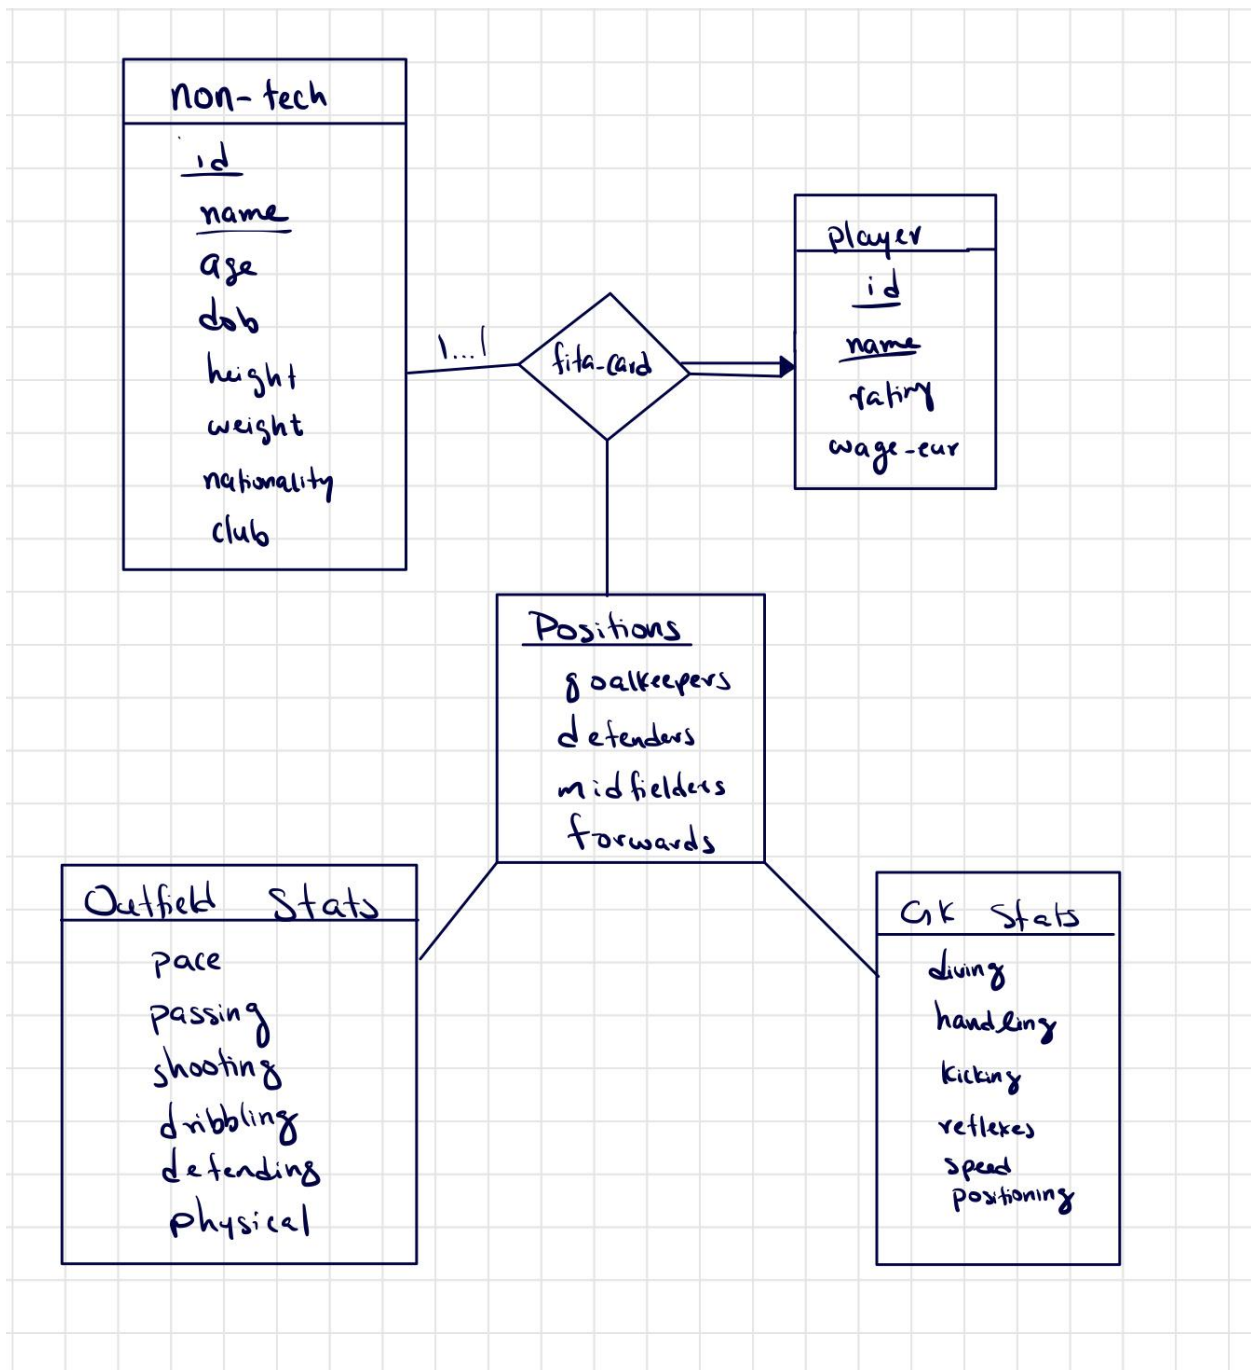 non-tech
id
name
age
dob
height
weight
nationality
club
1...1
fifa-card
player
id
name
rating
wage-eur
Positions
goalkeepers
defenders
midfielders
forwards
Outfield Stats
pace
passing
shooting
dribbling
defending
physical
GK Stats
diving
handling
kicking
reflexes
speed
positioning